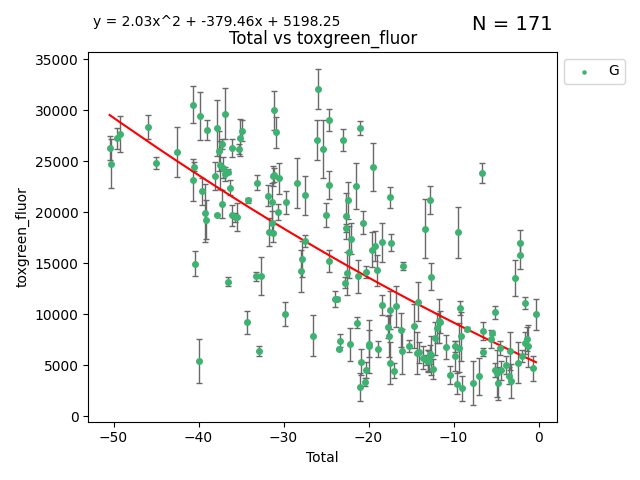 y = 2.03x^2 + -379.46x + 5198.25
N = 171
Total vs toxgreen_fluor
G
toxgreen_fluor
35000
30000
25000
20000
15000
10000
5000
0
−50
−40
−30
−20
−10
0
Total